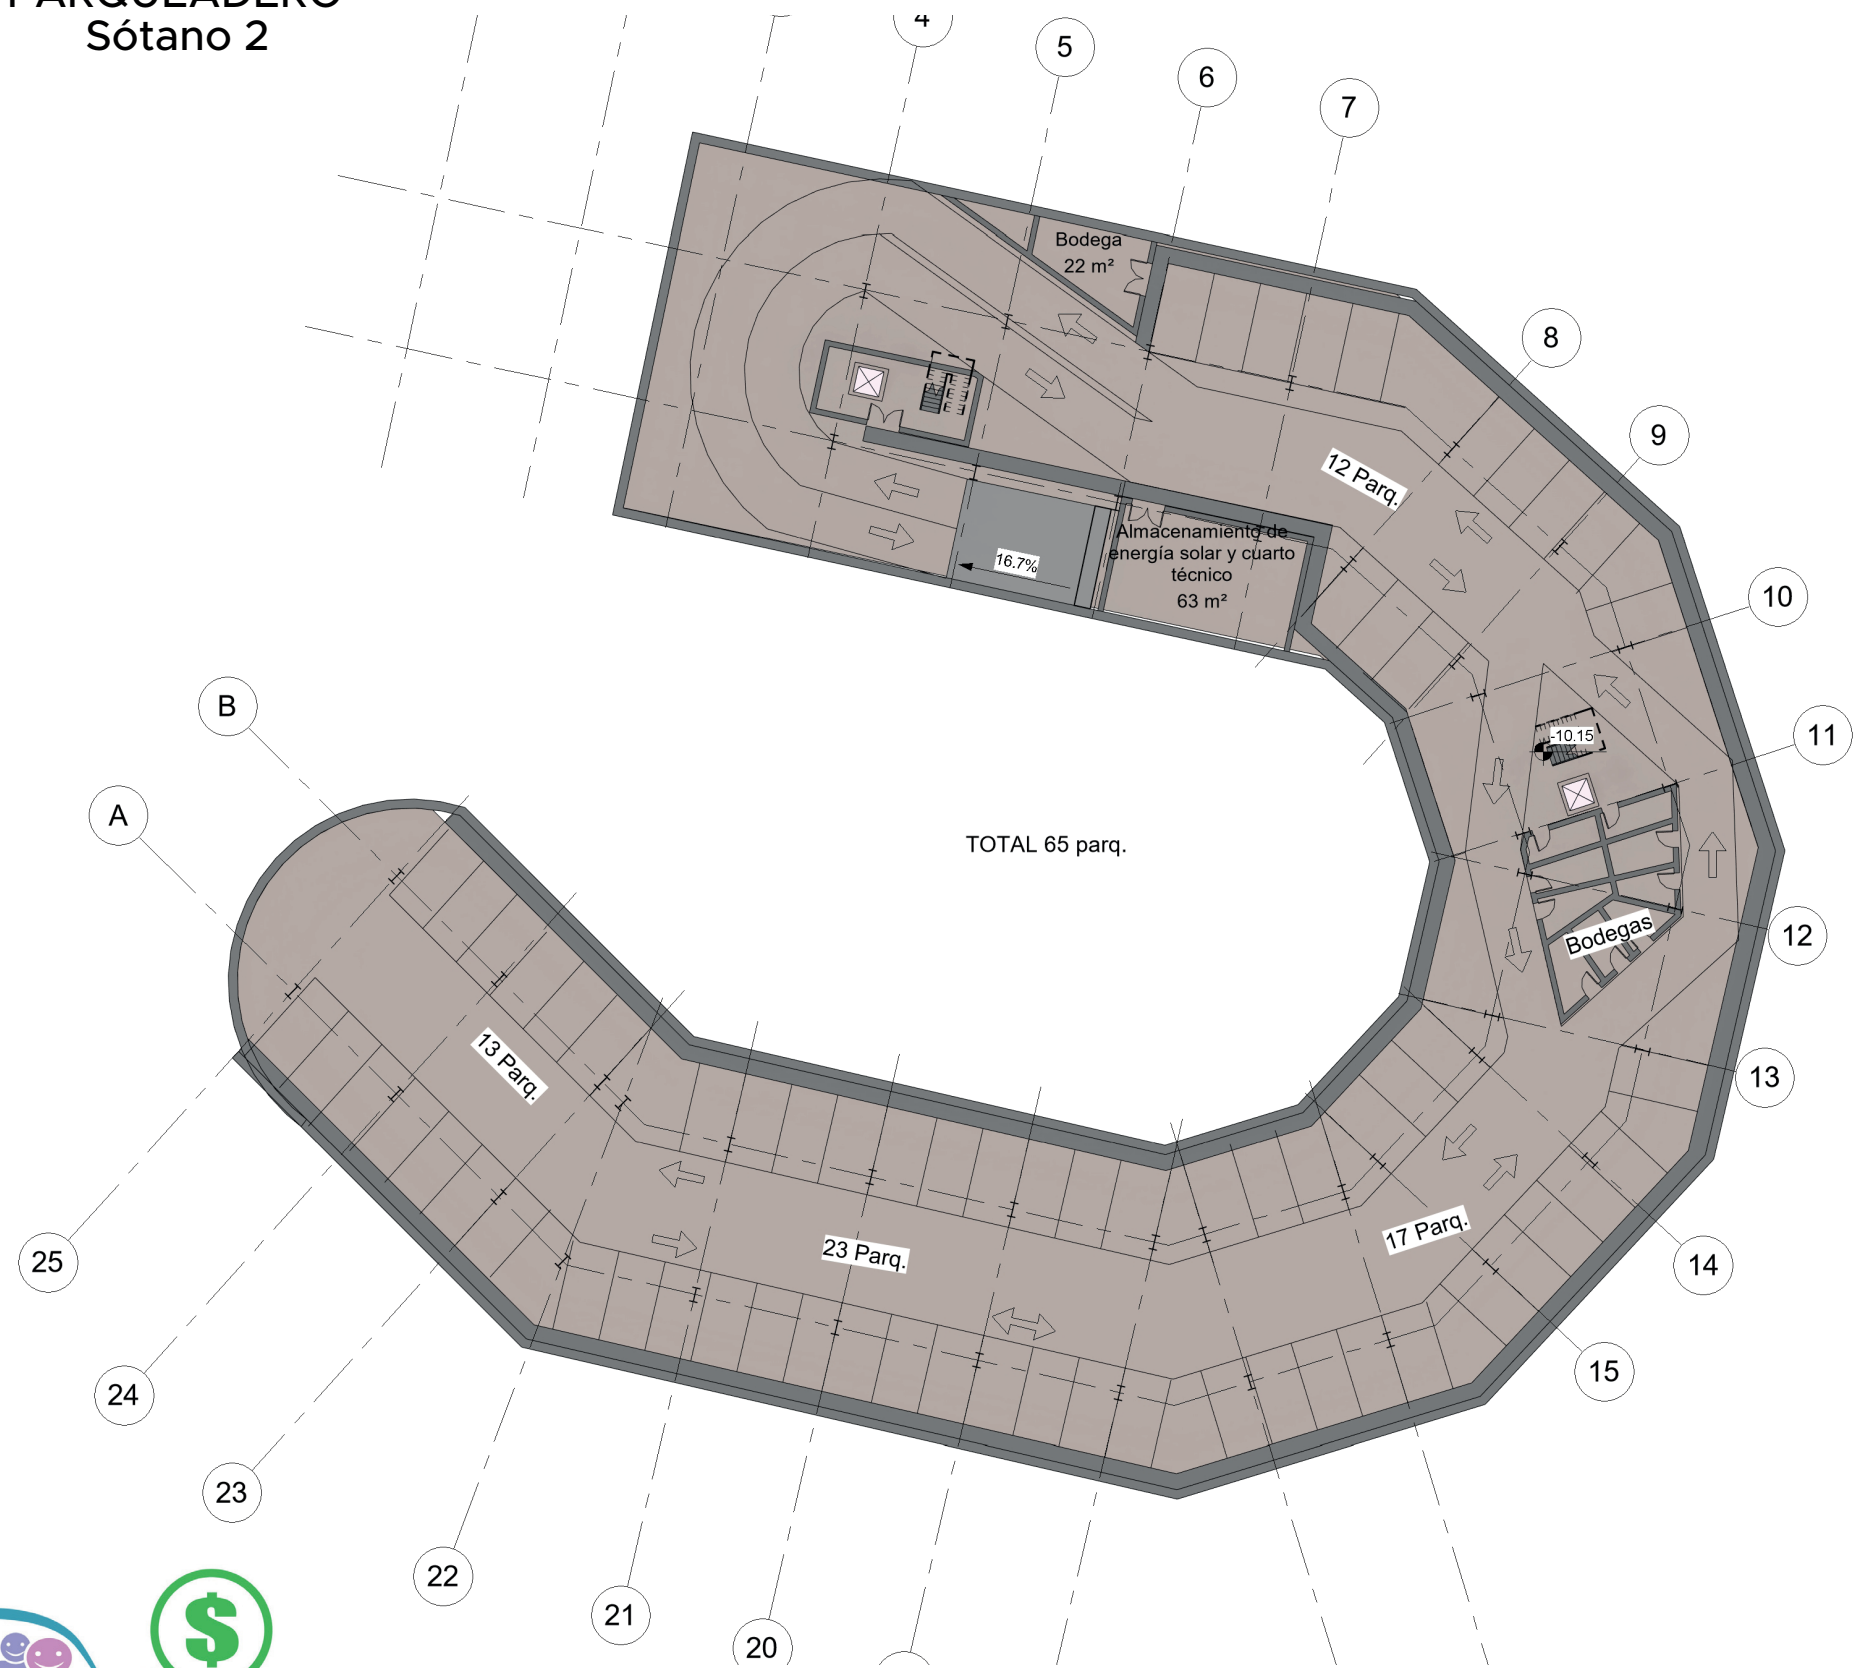 PARQUEADERO
Sótano 2
4
5
6
7
Bodega
22 m²
8
9
12 Parq.
Almacenamiento de
energía solar y cuarto
técnico
63 m²
16.7%
10
B
-10.15
11
A
TOTAL 65 parq.
Bodegas
12
13 Parq.
13
17 Parq.
23 Parq.
25
14
15
24
23
22
21
20
$